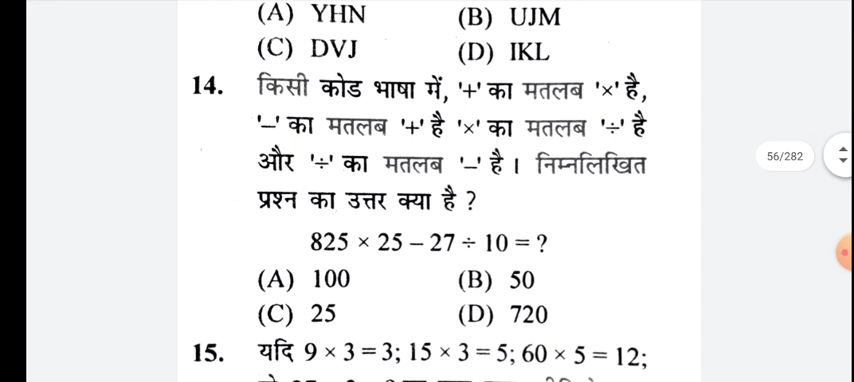 (A) YHN (B) UJM
(C) DVJ (D) IKL
14. किसी कोड भाषा में, '+' का मतलब '×' है,
'–' का मतलब '+' है '×' का मतलब '÷' है
और '÷' का मतलब '–' है । निम्नलिखित
प्रश्न का उत्तर क्या है ?
825 × 25 – 27 ÷ 10 = ?
(A) 100 (B) 50
(C) 25 (D) 720
15. यदि 9 × 3 = 3; 15 × 3 = 5; 60 × 5 = 12;
56/282